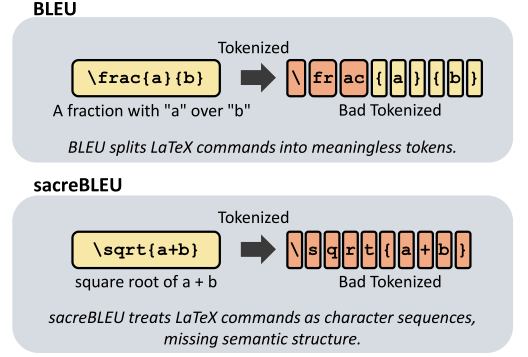 BLEU
Tokenized
\frac{a}{b} \ fr ac { a } { b }
A fraction with "a" over "b" Bad Tokenized
BLEU splits LaTeX commands into meaningless tokens.
sacreBLEU
Tokenized
\sqrt{a+b} \ s q r t { a + b }
square root of a + b Bad Tokenized
sacreBLEU treats LaTeX commands as character sequences,
missing semantic structure.